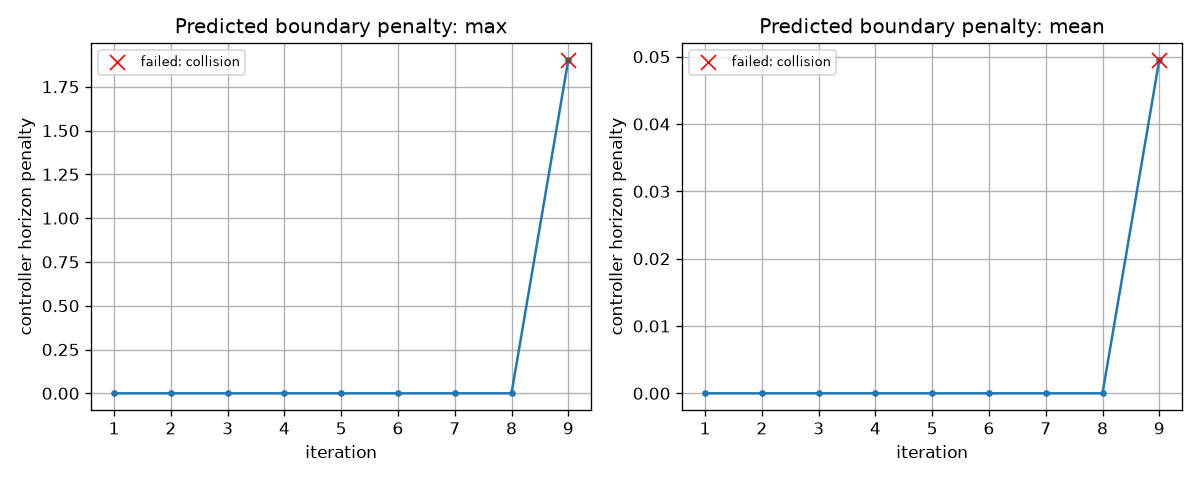 Predicted boundary penalty: max
failed: collision
controller horizon penalty
1.75
1.50
1.25
1.00
0.75
0.50
0.25
0.00
1 2 3 4 5 6 7 8 9
iteration
Predicted boundary penalty: mean
failed: collision
controller horizon penalty
0.05
0.04
0.03
0.02
0.01
0.00
1 2 3 4 5 6 7 8 9
iteration